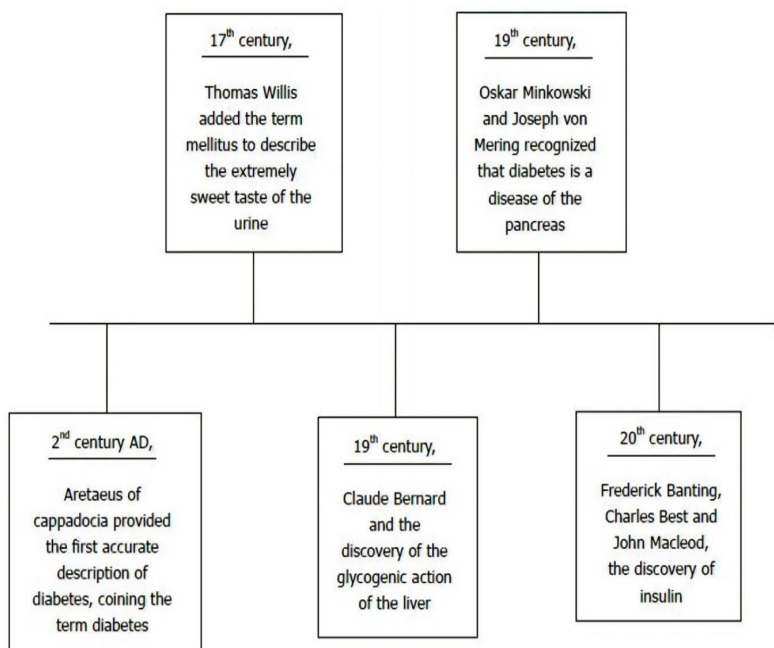 17th century,
Thomas Willis
added the term
mellitus to describe
the extremely
sweet taste of the
urine
19th century,
Oskar Minkowski
and Joseph von
Mering recognized
that diabetes is a
disease of the
pancreas
2nd century AD,
Aretaeus of
cappadocia provided
the first accurate
description of
diabetes, coining the
term diabetes
19th century,
Claude Bernard
and the
discovery of the
glycogenic action
of the liver
20th century,
Frederick Banting,
Charles Best and
John Macleod,
the discovery of
insulin